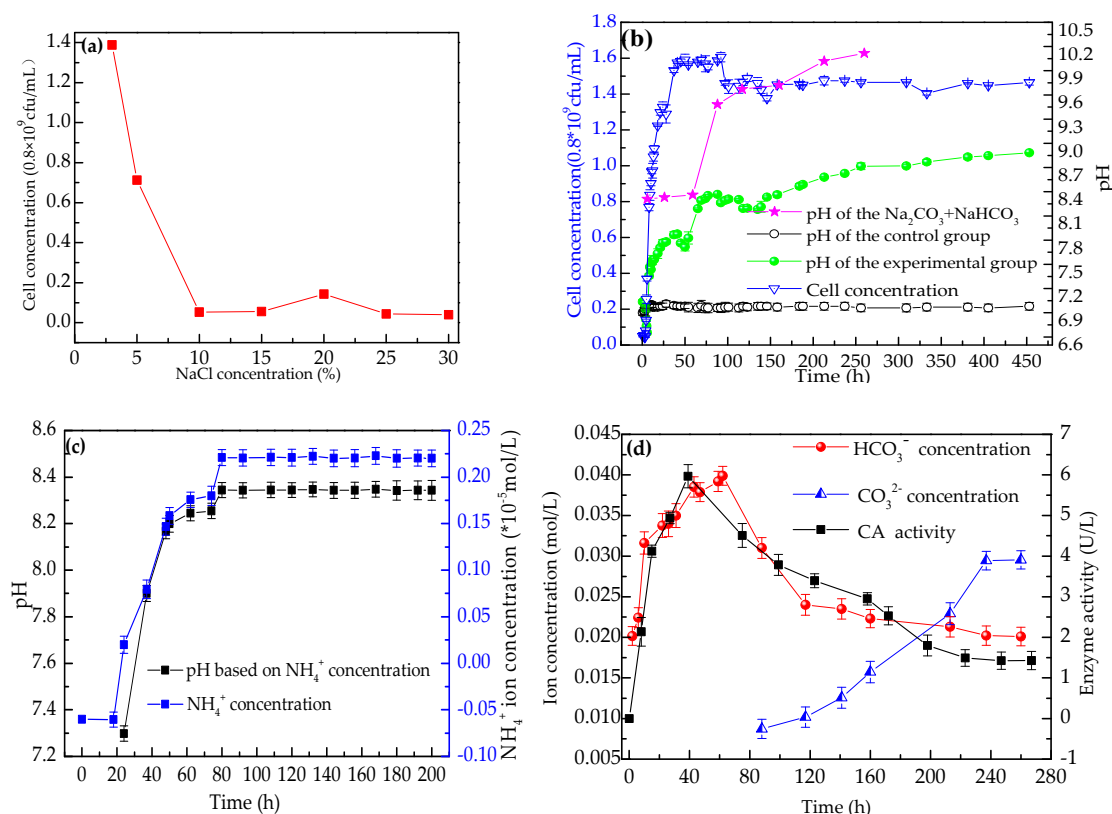 (a)
Cell concentration (0.8×10⁹ cfu/mL)
1.4
1.2
1.0
0.8
0.6
0.4
0.2
0.0
0 5 10 15 20 25 30
NaCl concentration (%)
(b)
Cell concentration(0.8*10⁹cfu/mL)
1.8
1.6
1.4
1.2
1.0
0.8
0.6
0.4
0.2
0.0
10.5
10.2
9.9
9.6
9.3
9.0
8.7
8.4
8.1
7.8
7.5
7.2
6.9
6.6
pH
pH of the Na₂CO₃+NaHCO₃
pH of the control group
pH of the experimental group
Cell concentration
0 50 100 150 200 250 300 350 400 450
Time (h)
(c)
pH
8.6
8.4
8.2
8.0
7.8
7.6
7.4
7.2
0.25
0.20
0.15
0.10
0.05
0.00
-0.05
-0.10
NH₄⁺ ion concentration (*10⁻⁵mol/L)
pH based on NH₄⁺ concentration
NH₄⁺ concentration
0 20 40 60 80 100 120 140 160 180 200
Time (h)
(d)
Ion concentration (mol/L)
0.045
0.040
0.035
0.030
0.025
0.020
0.015
0.010
0.005
7
6
5
4
3
2
1
0
-1
Enzyme activity (U/L)
HCO₃⁻ concentration
CO₃²⁻ concentration
CA activity
0 40 80 120 160 200 240 280
Time (h)